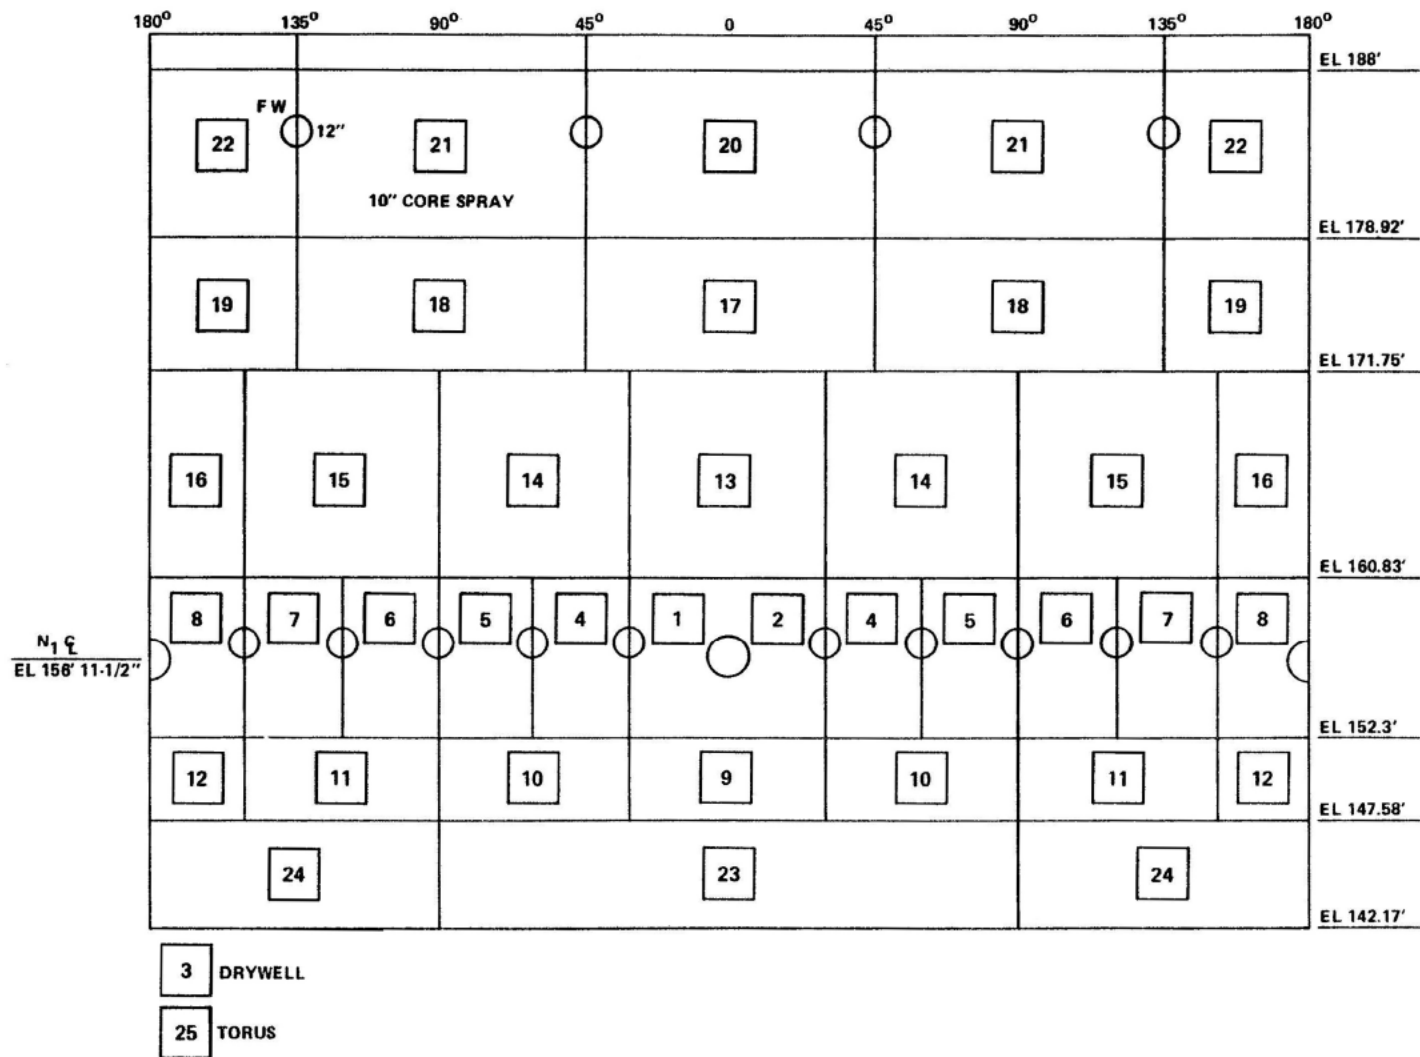 180° 135° 90° 45° 0 45° 90° 135° 180°
EL 188'
FW
12"
22 21 20 21 22
10" CORE SPRAY
EL 178.92'
19 18 17 18 19
EL 171.75'
16 15 14 13 14 15 16
EL 160.83'
8 7 6 5 4 1 2 4 5 6 7 8
N1 ℄
EL 156' 11-1/2"
EL 152.3'
12 11 10 9 10 11 12
EL 147.58'
24 23 24
EL 142.17'
3 DRYWELL
25 TORUS